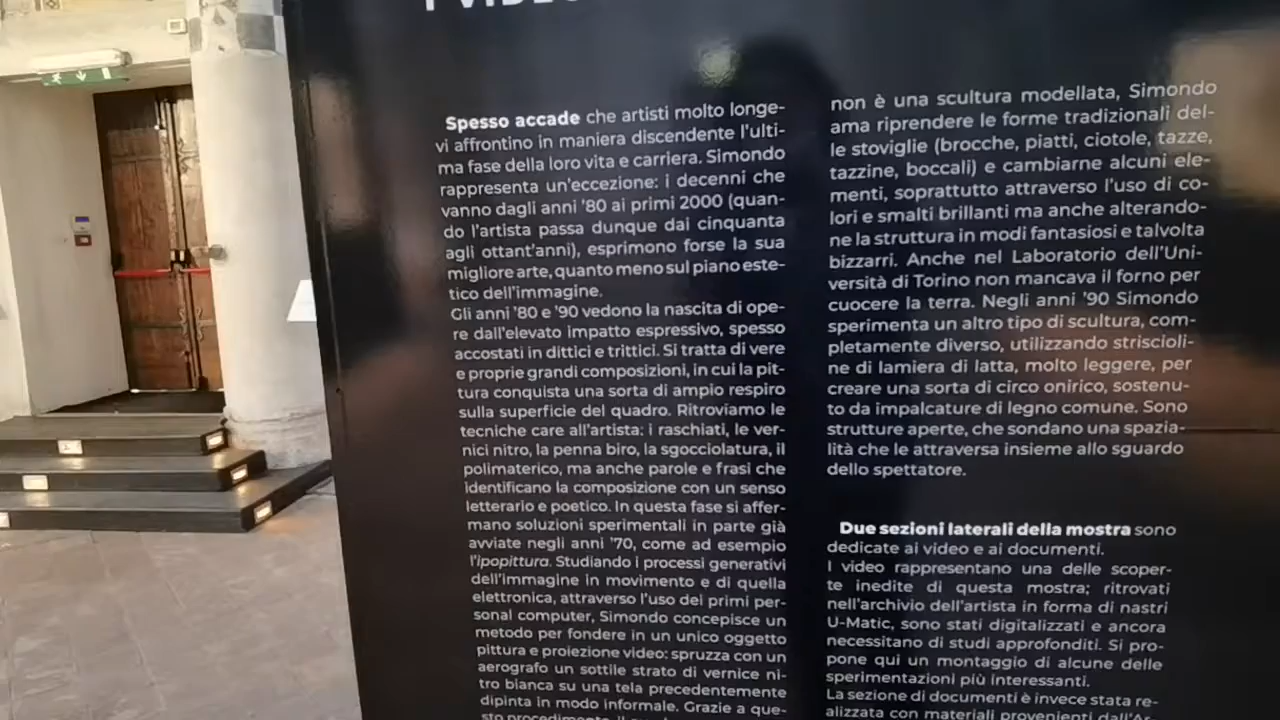 I VIDEO
Spesso accade che artisti molto longe-
vi affrontino in maniera discendente l'ulti-
ma fase della loro vita e carriera. Simondo
rappresenta un'eccezione: i decenni che
vanno dagli anni '80 ai primi 2000 (quan-
do l'artista passa dunque dai cinquanta
agli ottant'anni), esprimono forse la sua
migliore arte, quanto meno sul piano este-
tico dell'immagine.
Gli anni '80 e '90 vedono la nascita di ope-
re dall'elevato impatto espressivo, spesso
accostati in dittici e trittici. Si tratta di vere
e proprie grandi composizioni, in cui la pit-
tura conquista una sorta di ampio respiro
sulla superficie del quadro. Ritroviamo le
tecniche care all'artista: i raschiati, le ver-
nici nitro, la penna biro, la sgocciolatura, il
polimaterico, ma anche parole e frasi che
identificano la composizione con un senso
letterario e poetico. In questa fase si affer-
mano soluzioni sperimentali in parte già
avviate negli anni '70, come ad esempio
l'ipopittura. Studiando i processi generativi
dell'immagine in movimento e di quella
elettronica, attraverso l'uso dei primi per-
sonal computer, Simondo concepisce un
metodo per fondere in un unico oggetto
pittura e proiezione video: spruzza con un
aerografo un sottile strato di vernice ni-
tro bianca su una tela precedentemente
dipinta in modo informale. Grazie a que-
sto procedimento, il
non è una scultura modellata, Simondo
ama riprendere le forme tradizionali del-
le stoviglie (brocche, piatti, ciotole, tazze,
tazzine, boccali) e cambiarne alcuni ele-
menti, soprattutto attraverso l'uso di co-
lori e smalti brillanti ma anche alterando-
ne la struttura in modi fantasiosi e talvolta
bizzarri. Anche nel Laboratorio dell'Uni-
versità di Torino non mancava il forno per
cuocere la terra. Negli anni '90 Simondo
sperimenta un altro tipo di scultura, com-
pletamente diverso, utilizzando striscioli-
ne di lamiera di latta, molto leggere, per
creare una sorta di circo onirico, sostenu-
to da impalcature di legno comune. Sono
strutture aperte, che sondano una spazia-
lità che le attraversa insieme allo sguardo
dello spettatore.
Due sezioni laterali della mostra sono
dedicate ai video e ai documenti.
I video rappresentano una delle scoper-
te inedite di questa mostra; ritrovati
nell'archivio dell'artista in forma di nastri
U-Matic, sono stati digitalizzati e ancora
necessitano di studi approfonditi. Si pro-
pone qui un montaggio di alcune delle
sperimentazioni più interessanti.
La sezione di documenti è invece stata re-
alizzata con materiali provenienti dall'Ar-